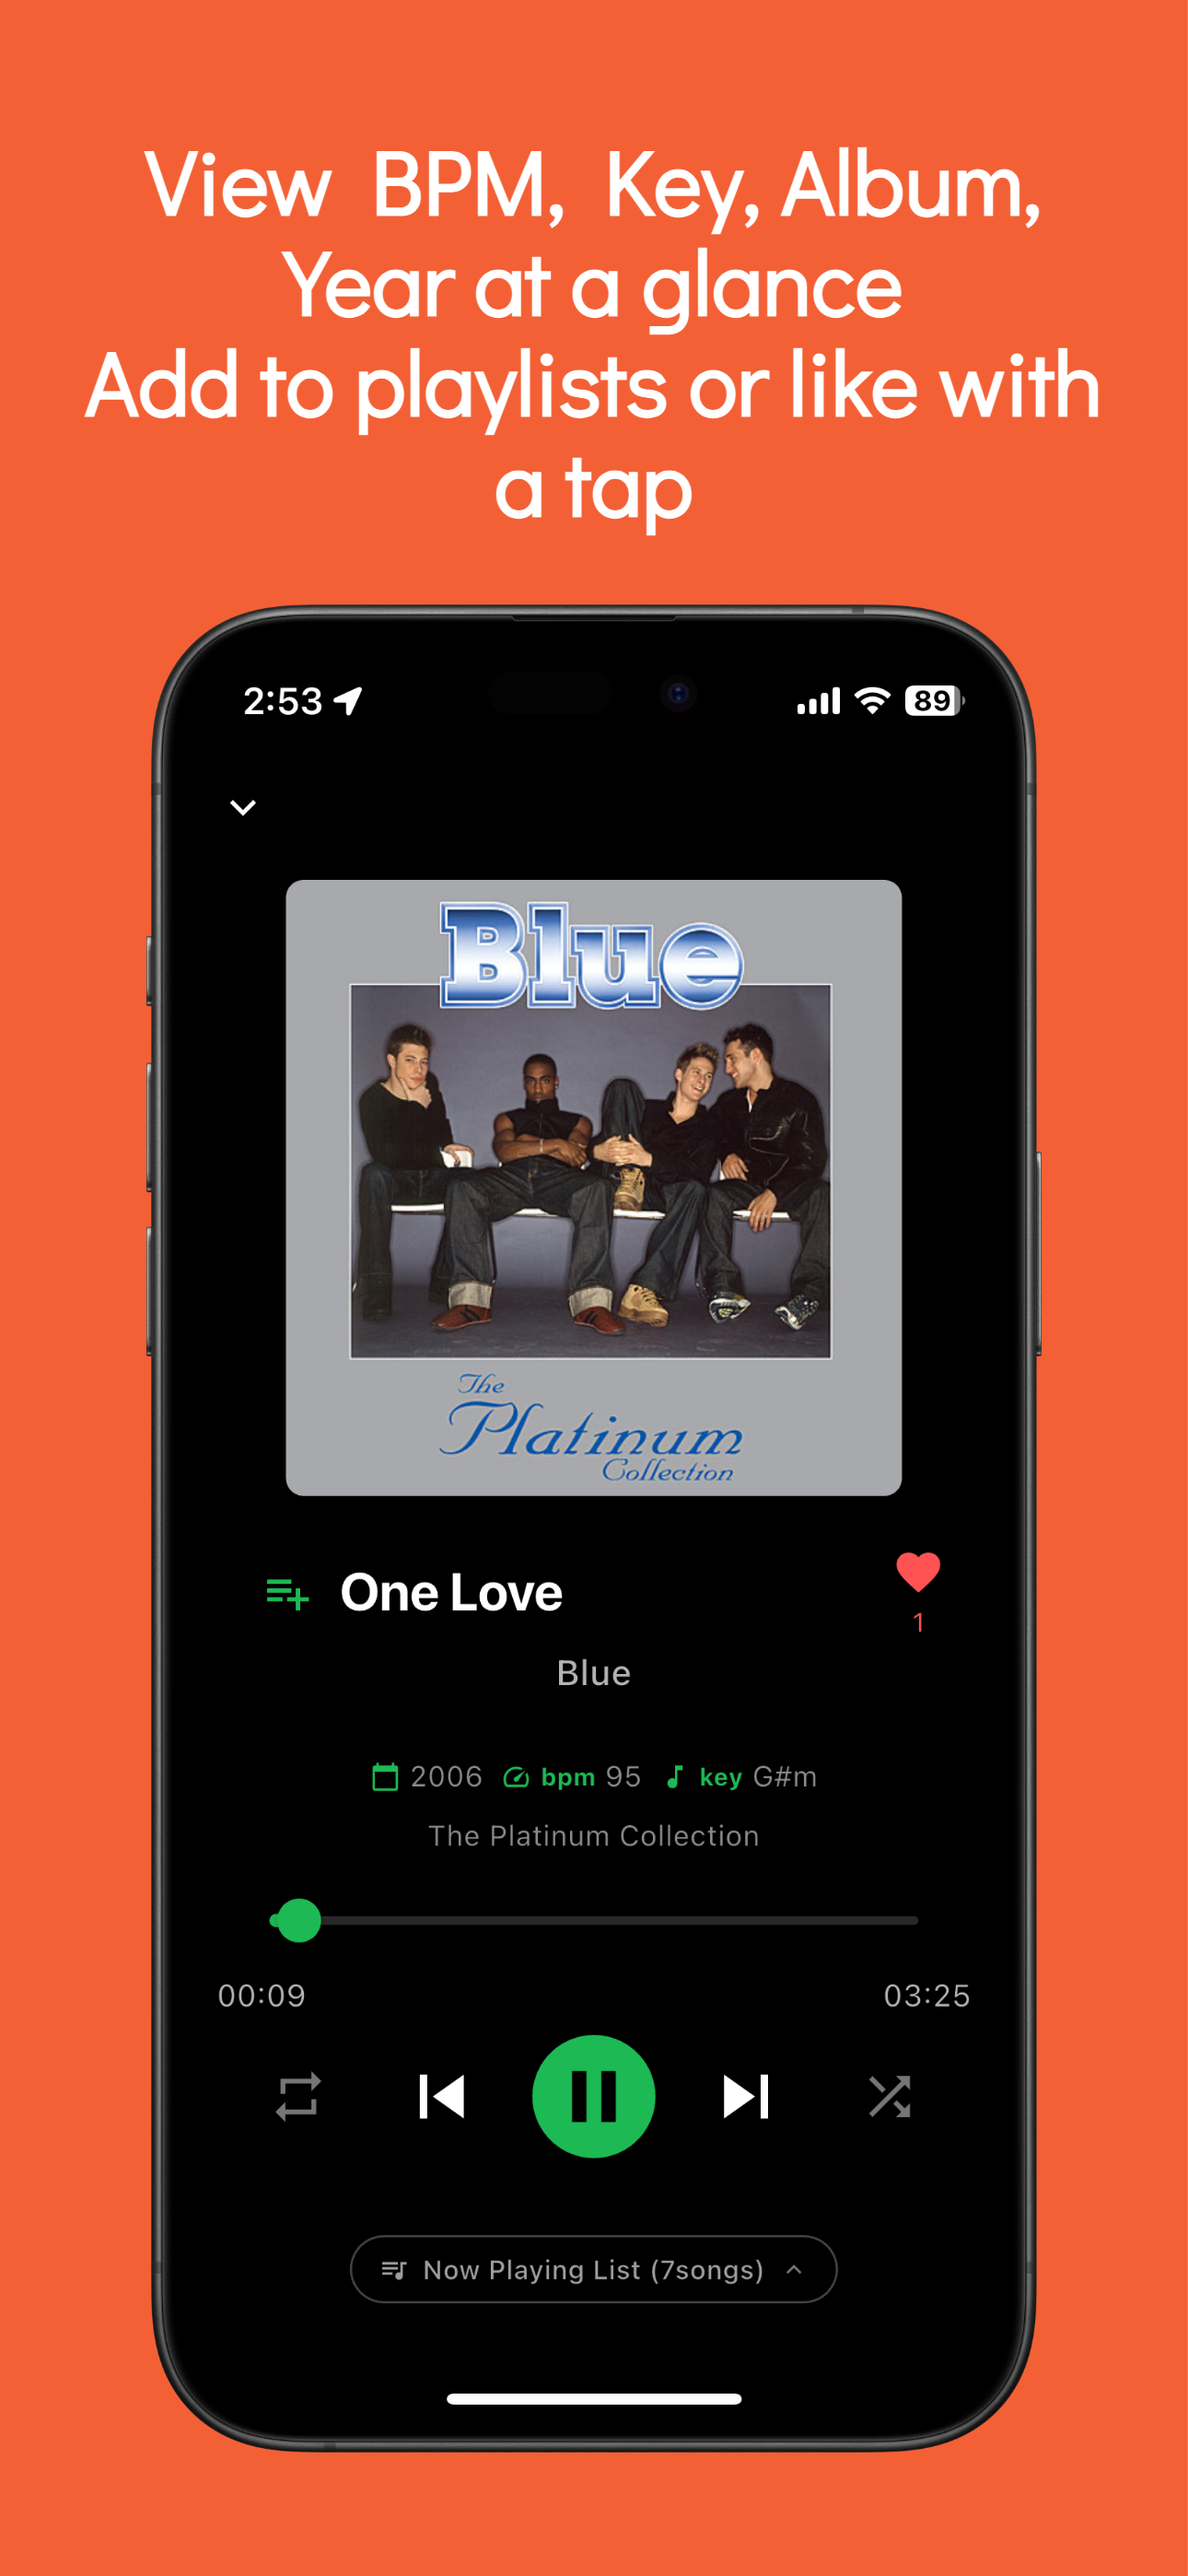 View BPM, Key, Album,
Year at a glance
Add to playlists or like with
a tap
2:53
89
Blue
The
Platinum
Collection
One Love
1
Blue
2006 bpm 95 key G#m
The Platinum Collection
00:09
03:25
Now Playing List (7songs)